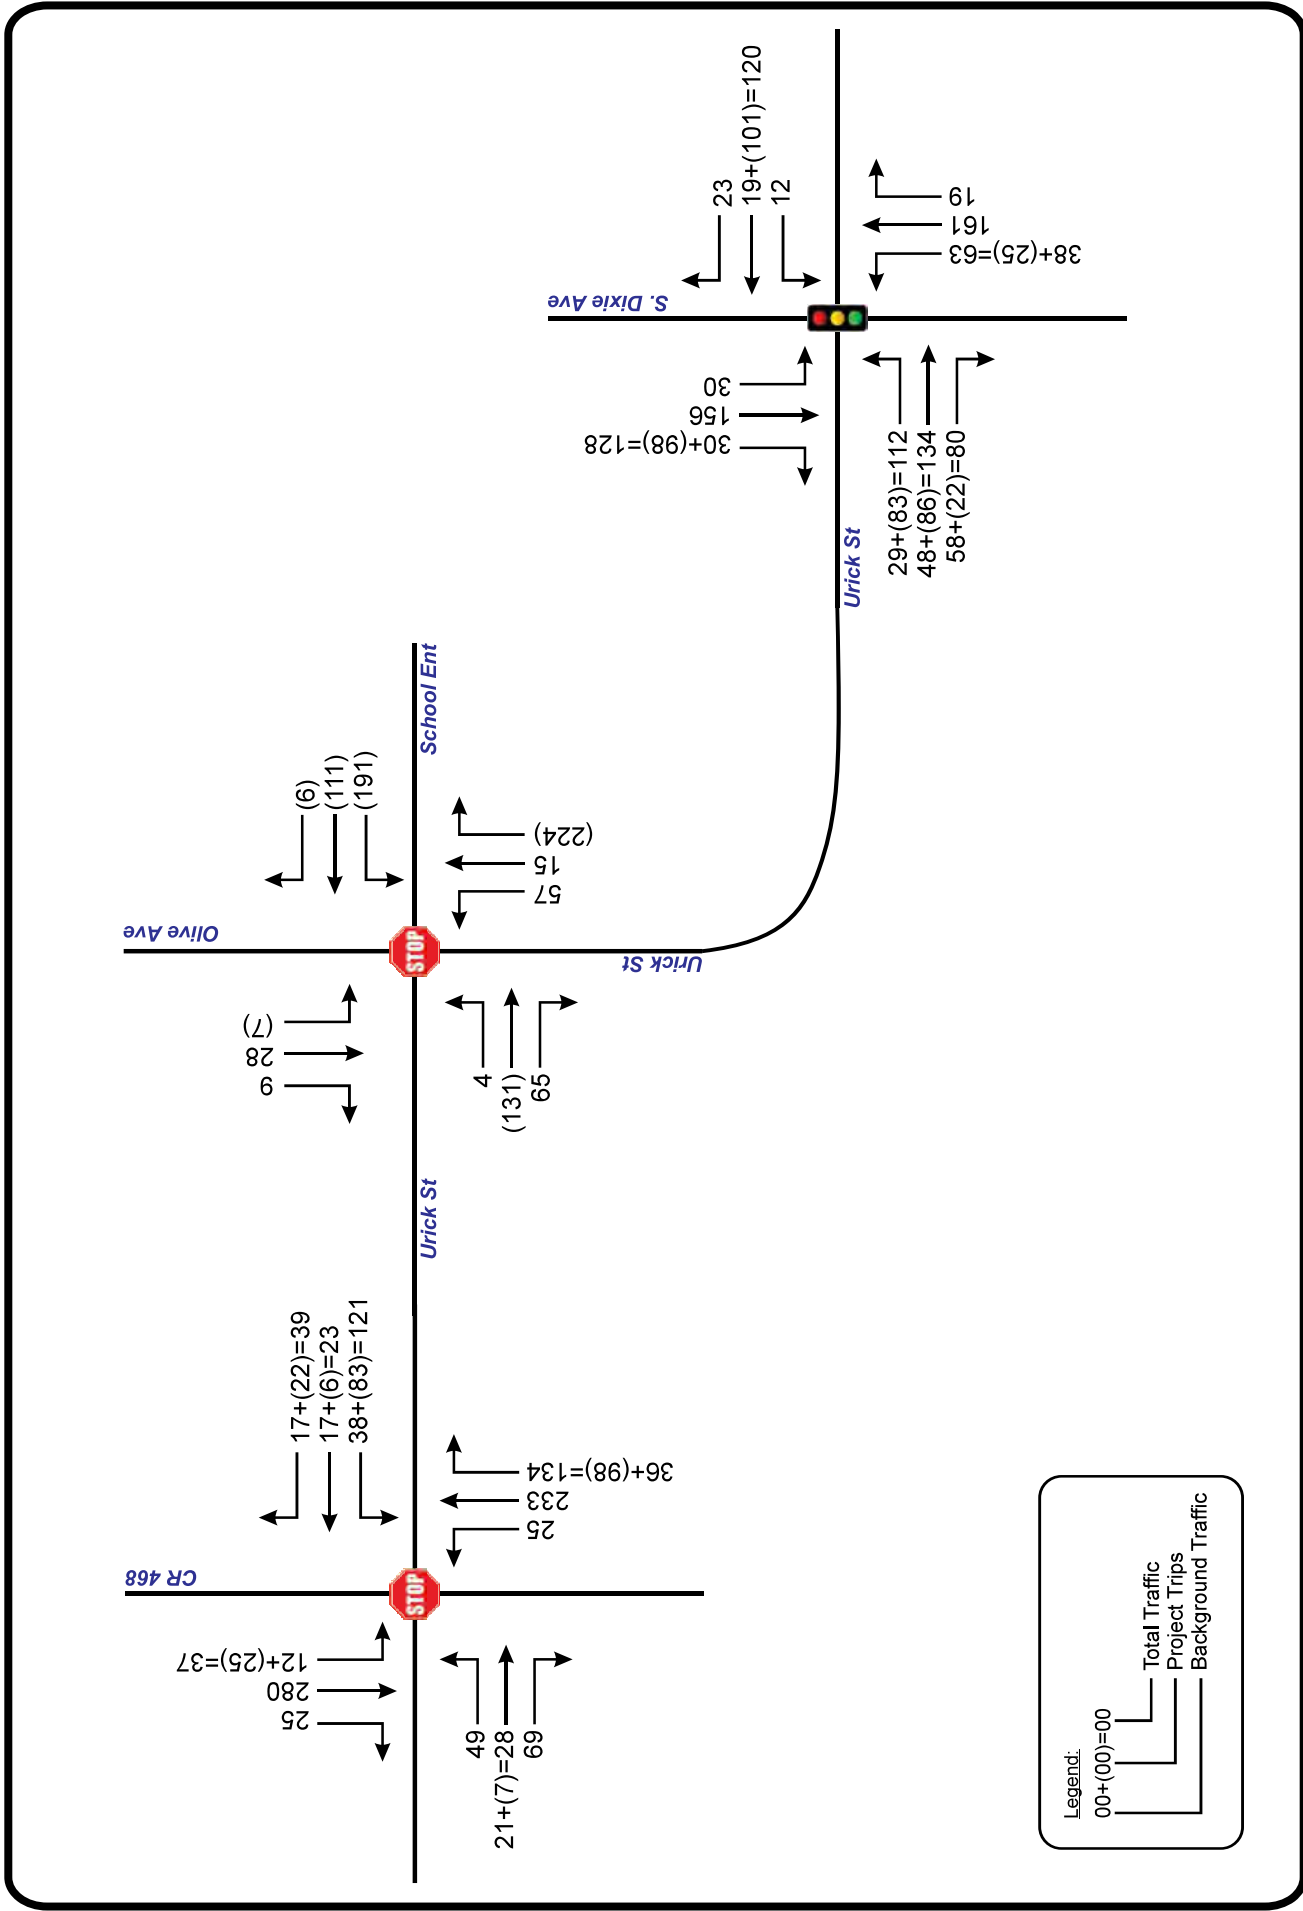 CR 468
17+(22)=39
17+(6)=23
38+(83)=121
12+(25)=37
280
25
STOP
36+(98)=134
233
25
49
21+(7)=28
69
Urick St
Olive Ave
(6)
(111)
(191)
(7)
28
9
STOP
School Ent
(224)
15
57
4
(131)
65
Urick St
S. Dixie Ave
23
19+(101)=120
12
30
156
30+(98)=128
19
161
38+(25)=63
29+(83)=112
48+(86)=134
58+(22)=80
Urick St
Legend:
00+(00)=00
Total Traffic
Project Trips
Background Traffic